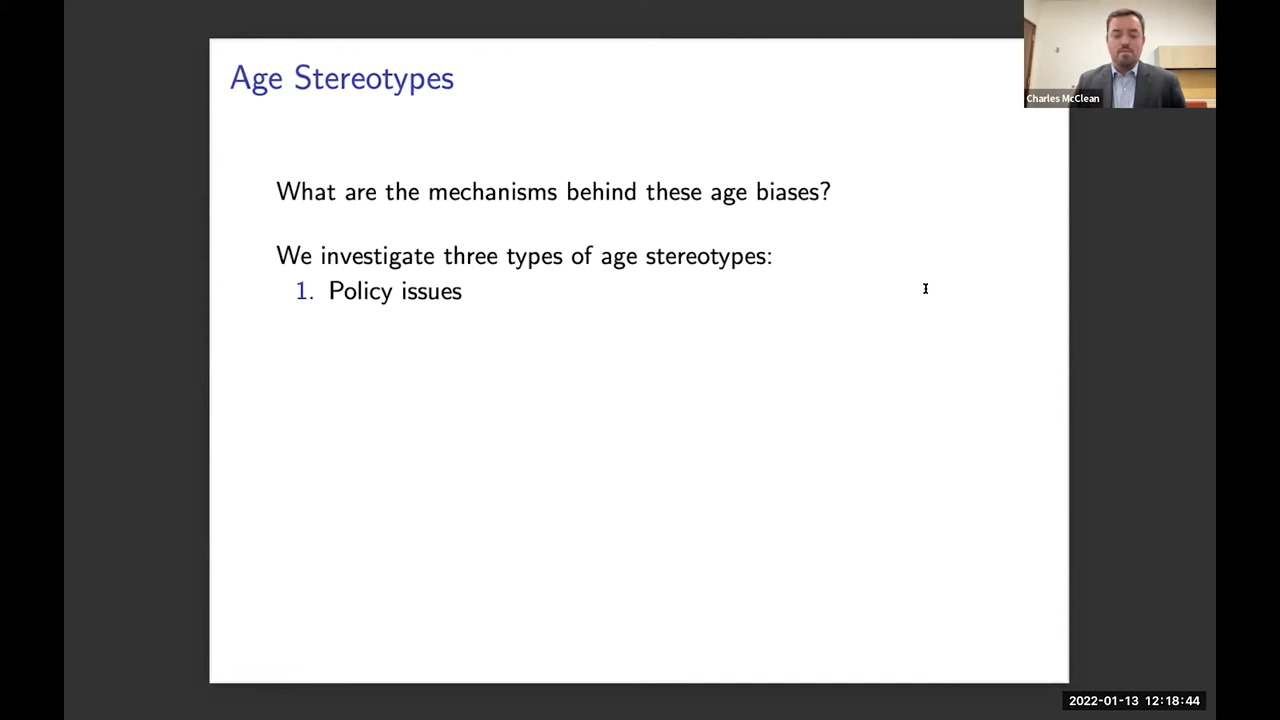 Age Stereotypes
Charles McClean
What are the mechanisms behind these age biases?
We investigate three types of age stereotypes:
1. Policy issues
2022-01-13 12:18:44